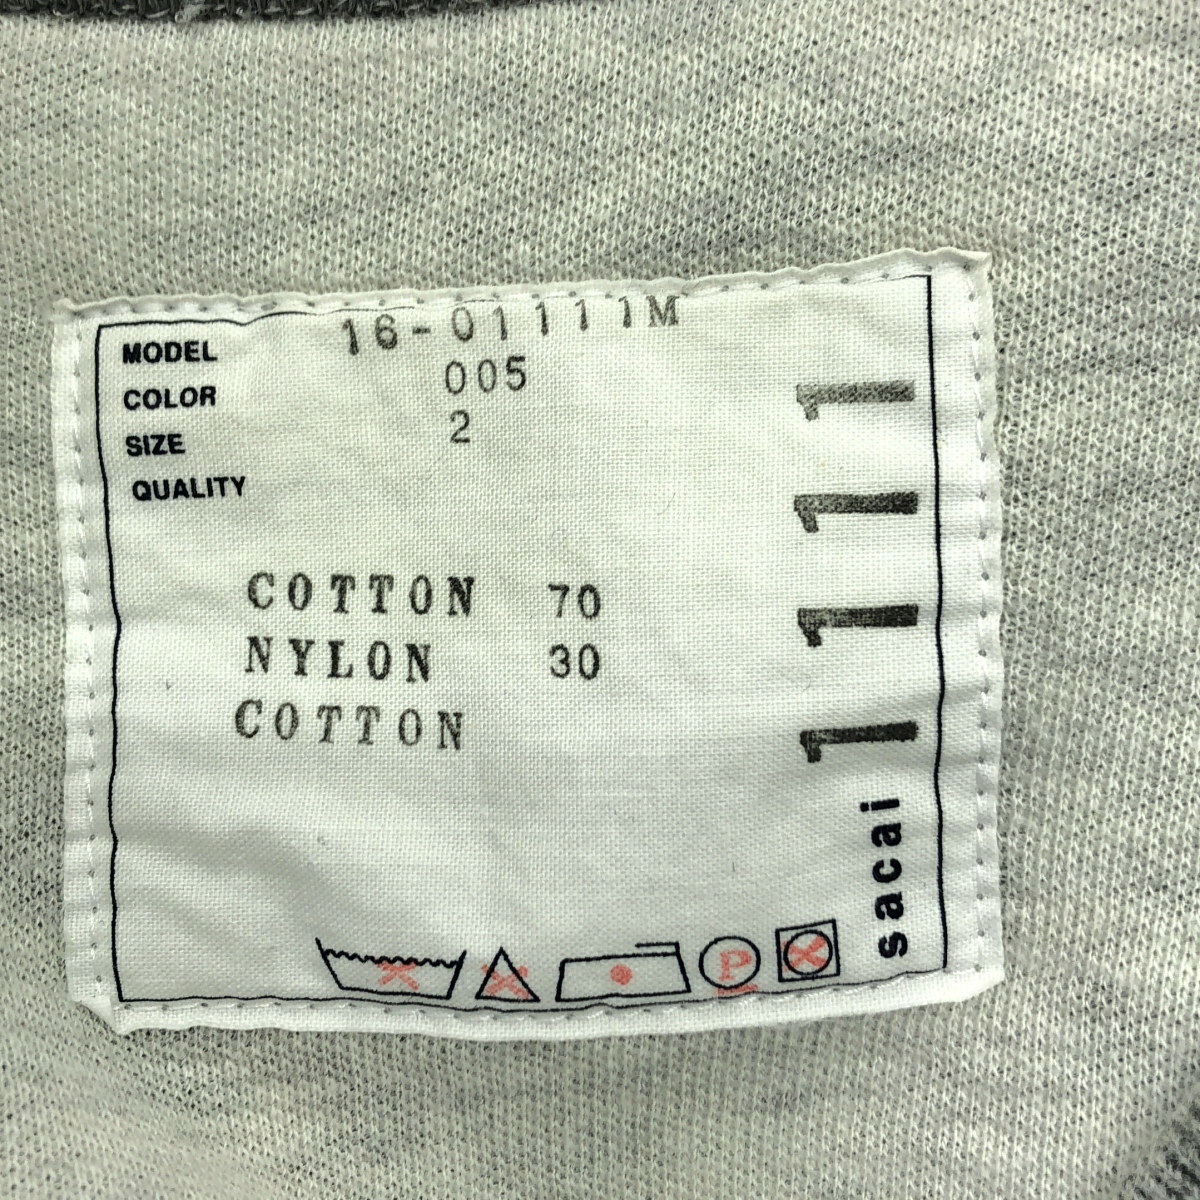 MODEL 16-01111M
COLOR 005
SIZE 2
QUALITY
COTTON 70
NYLON 30
COTTON
P
sacai 1111